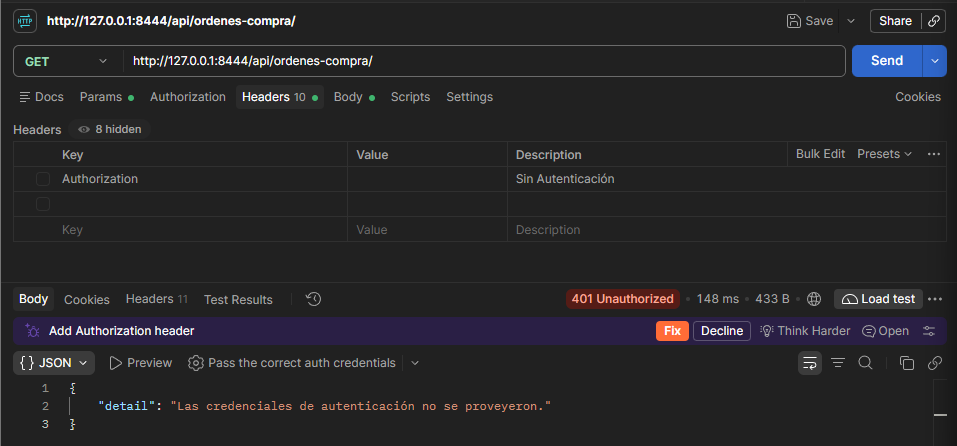 HTTP http://127.0.0.1:8444/api/ordenes-compra/ Save Share
GET http://127.0.0.1:8444/api/ordenes-compra/ Send
Docs Params Authorization Headers 10 Body Scripts Settings Cookies
Headers 8 hidden
Key Value Description Bulk Edit Presets
Authorization Sin Autenticación
Key Value Description
Body Cookies Headers 11 Test Results 401 Unauthorized 148 ms 433 B Load test
Add Authorization header Fix Decline Think Harder Open
{} JSON Preview Pass the correct auth credentials
1 {
2 "detail": "Las credenciales de autenticación no se proveyeron."
3 }